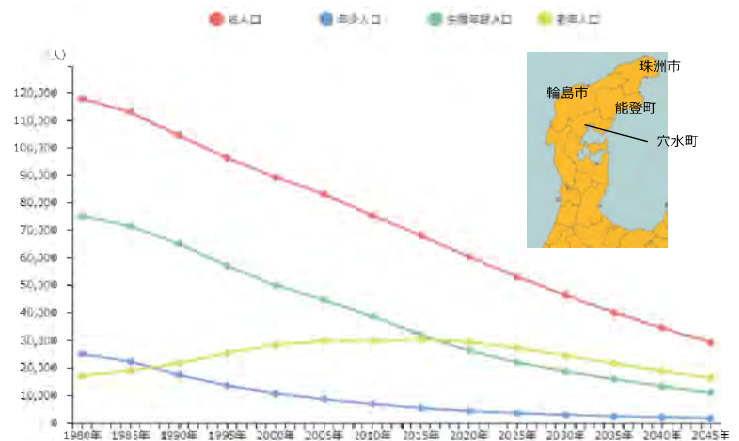 総人口 年少人口 生産年齢人口 老年人口
(人)
120,000
110,000
100,000
90,000
80,000
70,000
60,000
50,000
40,000
30,000
20,000
10,000
0
1980年 1985年 1990年 1995年 2000年 2005年 2010年 2015年 2020年 2025年 2030年 2035年 2040年 2045年
珠洲市
輪島市
能登町
穴水町